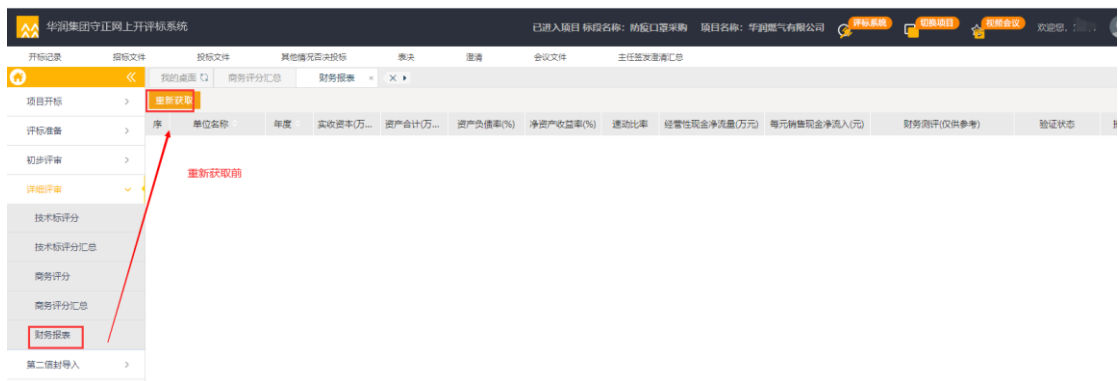 华润集团守正网上开评标系统
已进入项目 标段名称：防疫口罩采购 项目名称：华润燃气有限公司 评标系统 切换项目 视频会议 欢迎您,
开标记录 招标文件 投标文件 其他情况否决投标 表决 澄清 会议文件 主任签发澄清汇总
我的桌面 商务评分汇总 财务报表 ×
项目开标
重新获取
序 单位名称 年度 实收资本(万... 资产合计(万... 资产负债率(%) 净资产收益率(%) 速动比率 经营性现金净流量(万元) 每元销售现金净流入(元) 财务测评(仅供参考) 验证状态
评标准备
初步评审
重新获取前
详细评审
技术标评分
技术标评分汇总
商务评分
商务评分汇总
财务报表
第二信封导入